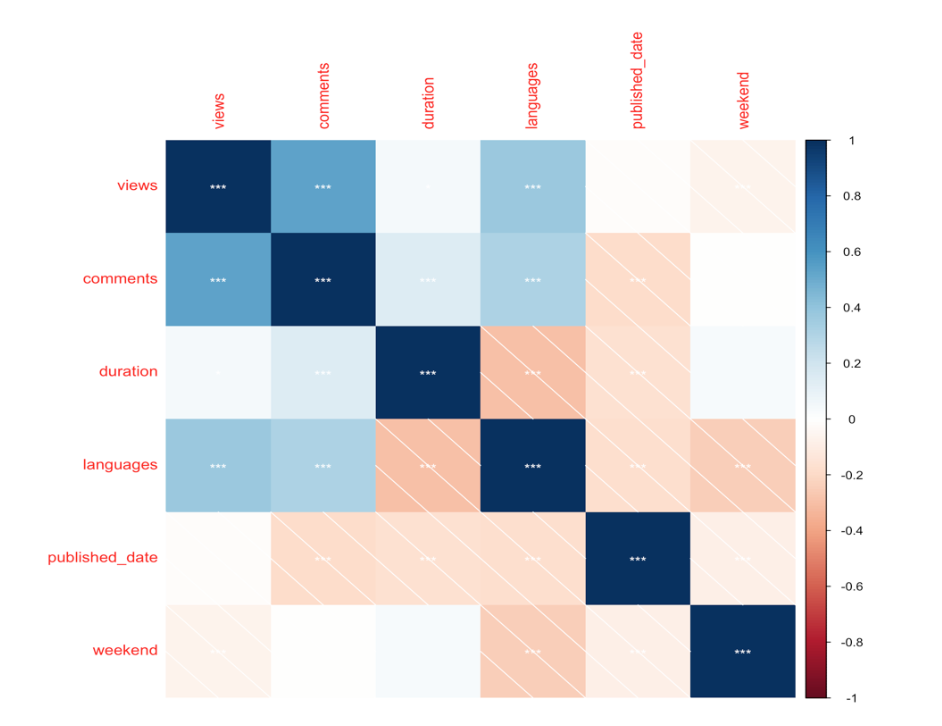 views
comments
duration
languages
published_date
weekend
views *** *** * *** ***
comments *** *** *** *** ***
duration * *** *** *** ***
languages *** *** *** *** *** ***
published_date *** *** *** *** ***
weekend *** *** *** ***
1
0.8
0.6
0.4
0.2
0
-0.2
-0.4
-0.6
-0.8
-1